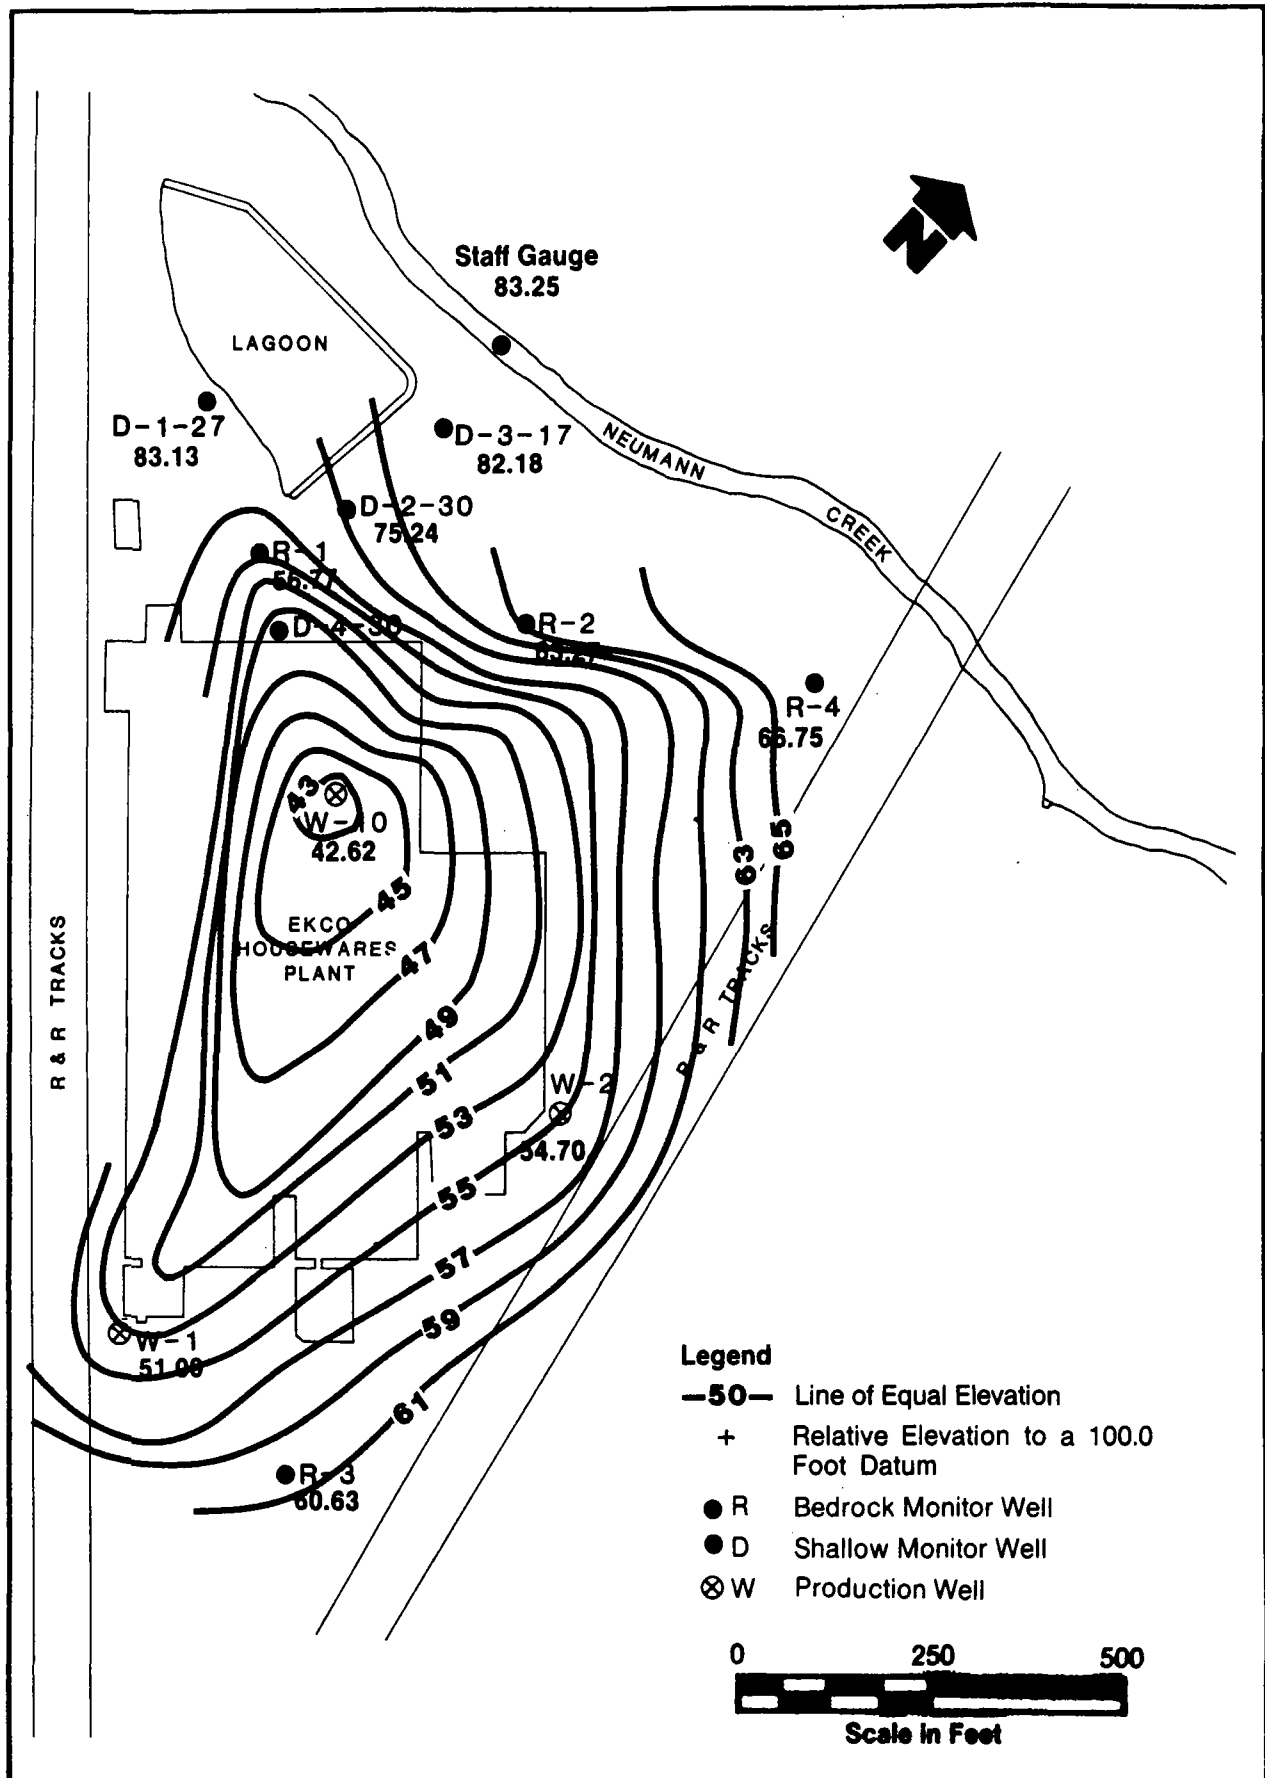 N
Staff Gauge
83.25
LAGOON
D-1-27
83.13
D-3-17
82.18
NEUMANN
CREEK
D-2-30
75.24
R-1
D-4-30
R-2
R-4
66.75
43
W-10
42.62
63
65
45
EKCO
HOUSEWARES
PLANT
47
R & R TRACKS
R & R TRACKS
49
51
W-2
54.70
53
55
57
59
W-1
51.00
61
R-3
60.63
Legend
—50— Line of Equal Elevation
+ Relative Elevation to a 100.0
Foot Datum
R Bedrock Monitor Well
D Shallow Monitor Well
W Production Well
0 250 500
Scale in Feet